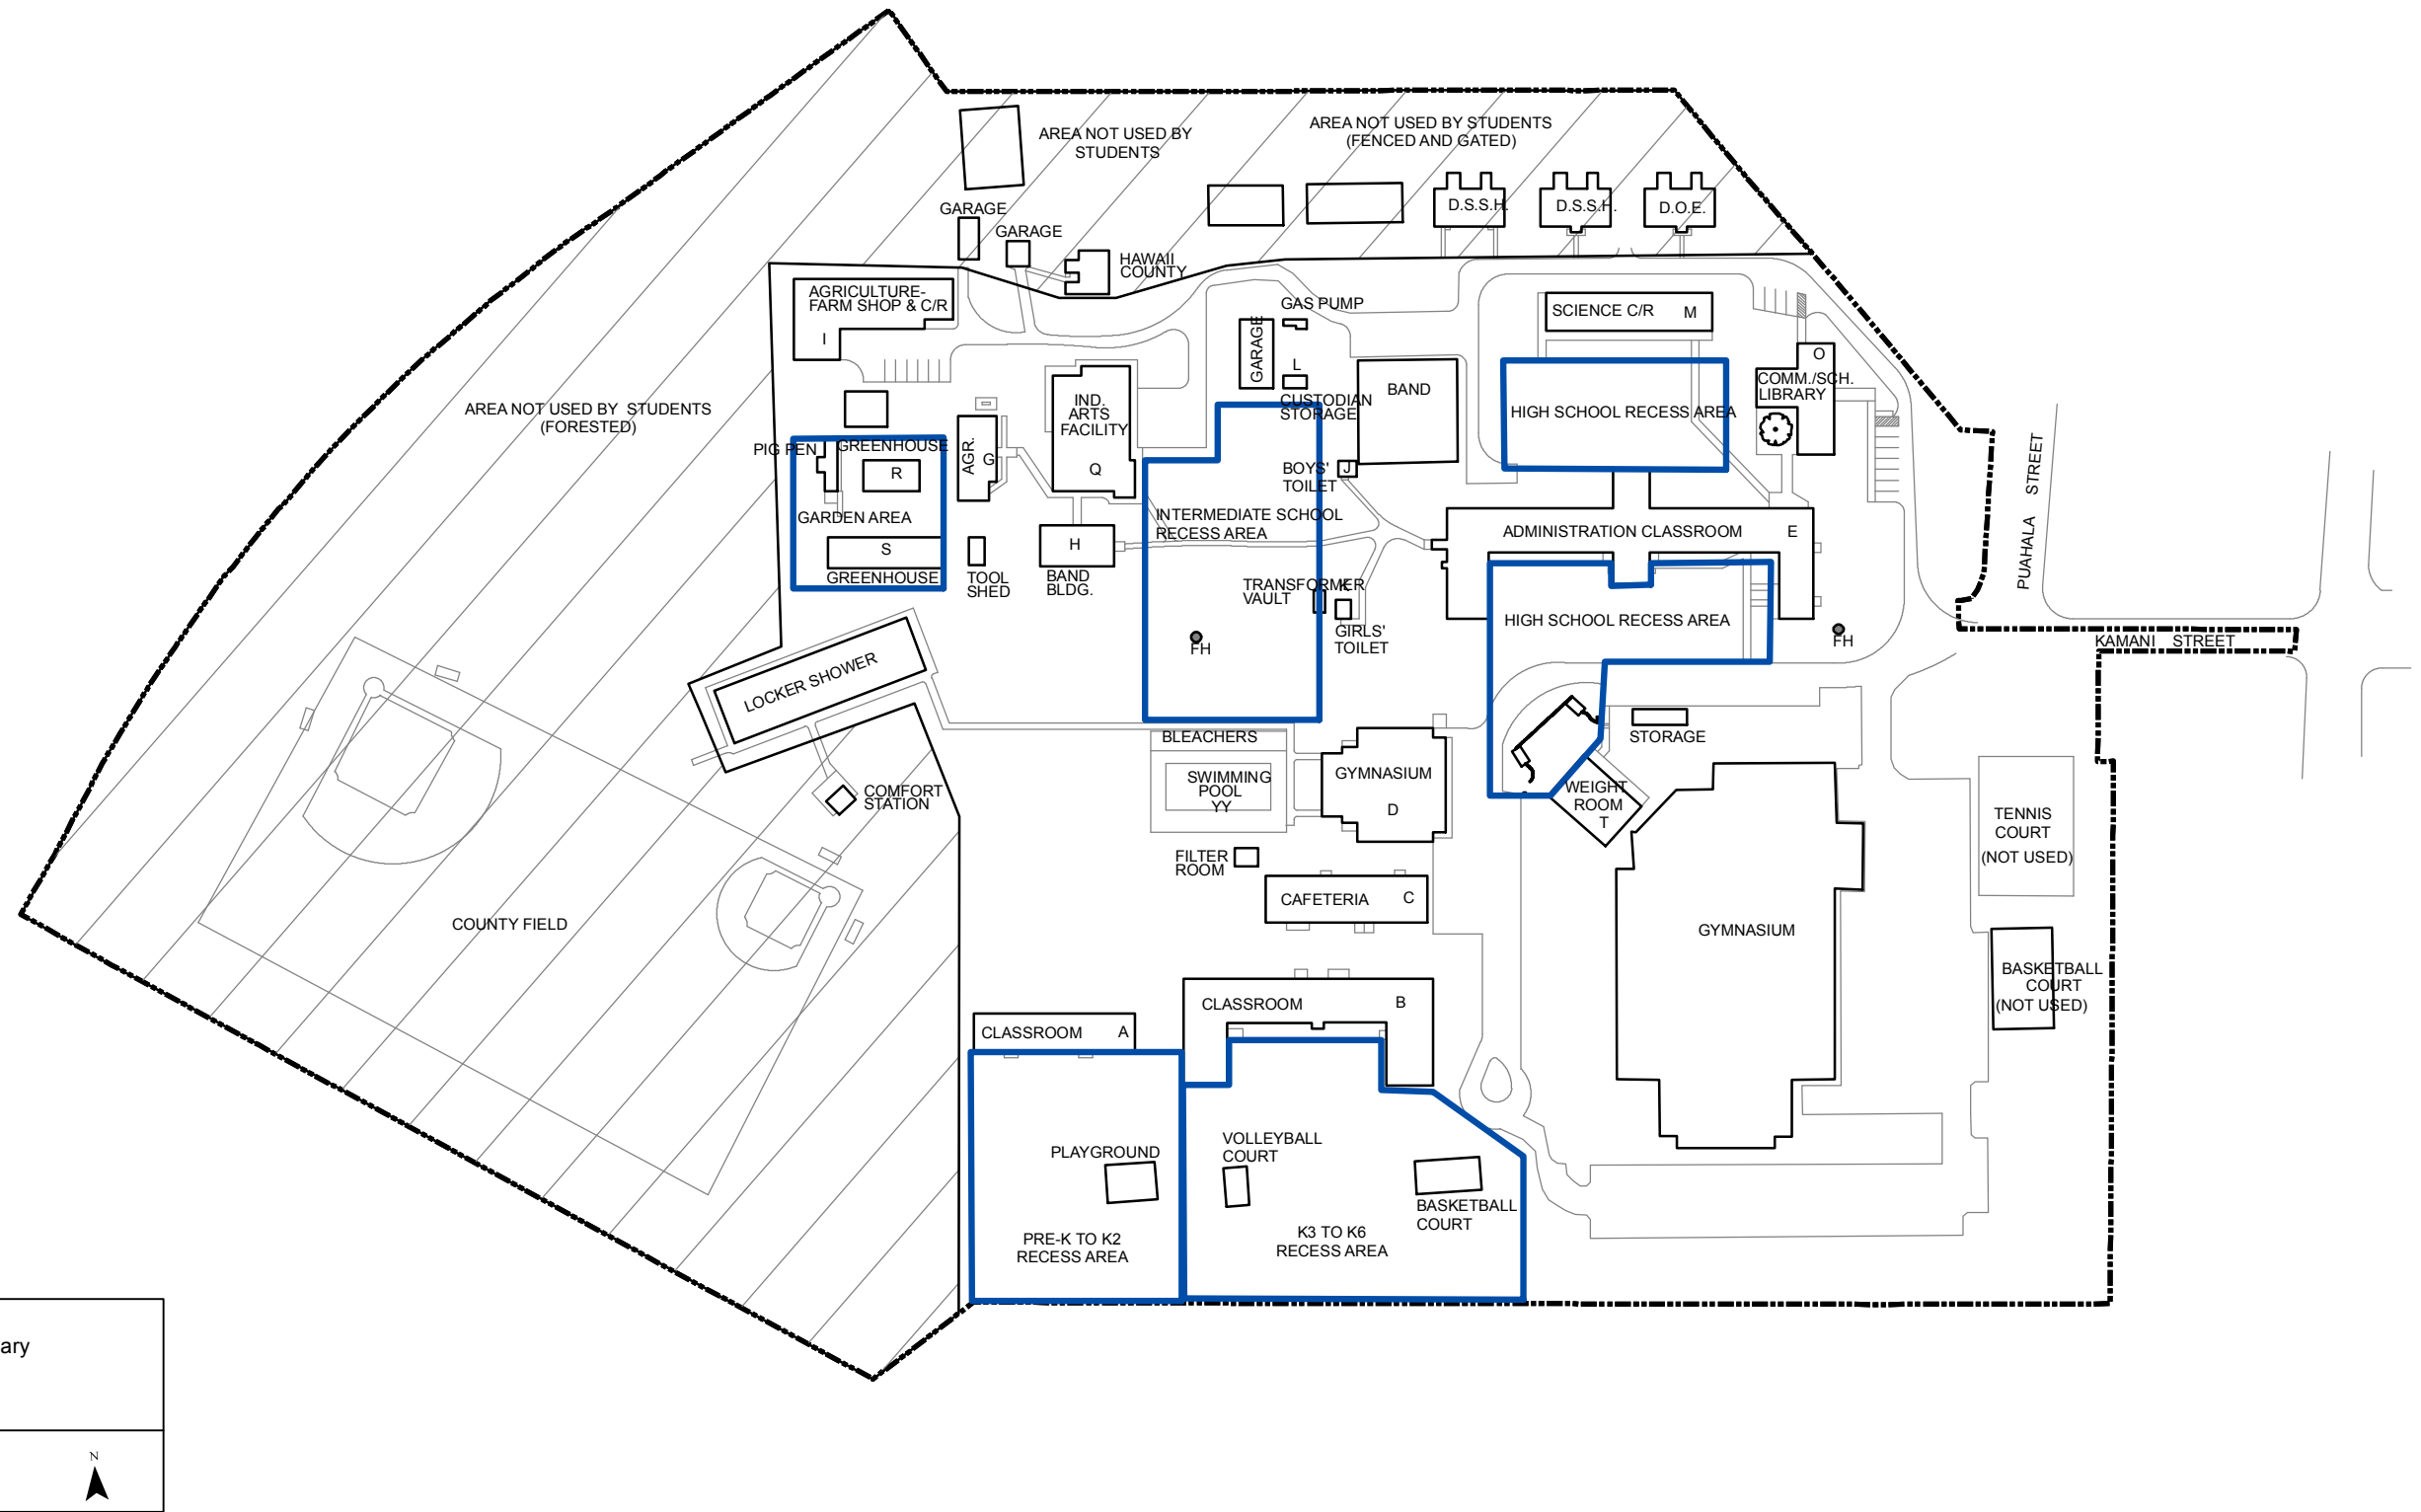 AREA NOT USED BY
STUDENTS
AREA NOT USED BY STUDENTS
(FENCED AND GATED)
GARAGE
GARAGE
HAWAII
COUNTY
D.S.S.H.
D.S.S.H.
D.O.E.
AGRICULTURE-
FARM SHOP & C/R
I
GAS PUMP
GARAGE
L
CUSTODIAN
STORAGE
BAND
SCIENCE C/R M
O
COMM./SCH.
LIBRARY
HIGH SCHOOL RECESS AREA
AREA NOT USED BY STUDENTS
(FORESTED)
IND.
ARTS
FACILITY
Q
PIG PEN
GREENHOUSE
R
AGR.
G
GARDEN AREA
S
GREENHOUSE
TOOL
SHED
H
BAND
BLDG.
BOYS'
TOILET
J
INTERMEDIATE SCHOOL
RECESS AREA
ADMINISTRATION CLASSROOM E
PUAHALA STREET
TRANSFORMER
VAULT
K
GIRLS'
TOILET
FH
HIGH SCHOOL RECESS AREA
FH
KAMANI STREET
LOCKER SHOWER
COMFORT
STATION
BLEACHERS
SWIMMING
POOL
YY
GYMNASIUM
D
STORAGE
WEIGHT
ROOM
T
FILTER
ROOM
CAFETERIA C
TENNIS
COURT
(NOT USED)
COUNTY FIELD
GYMNASIUM
BASKETBALL
COURT
(NOT USED)
CLASSROOM A
CLASSROOM B
PLAYGROUND
VOLLEYBALL
COURT
BASKETBALL
COURT
PRE-K TO K2
RECESS AREA
K3 TO K6
RECESS AREA
ary
N